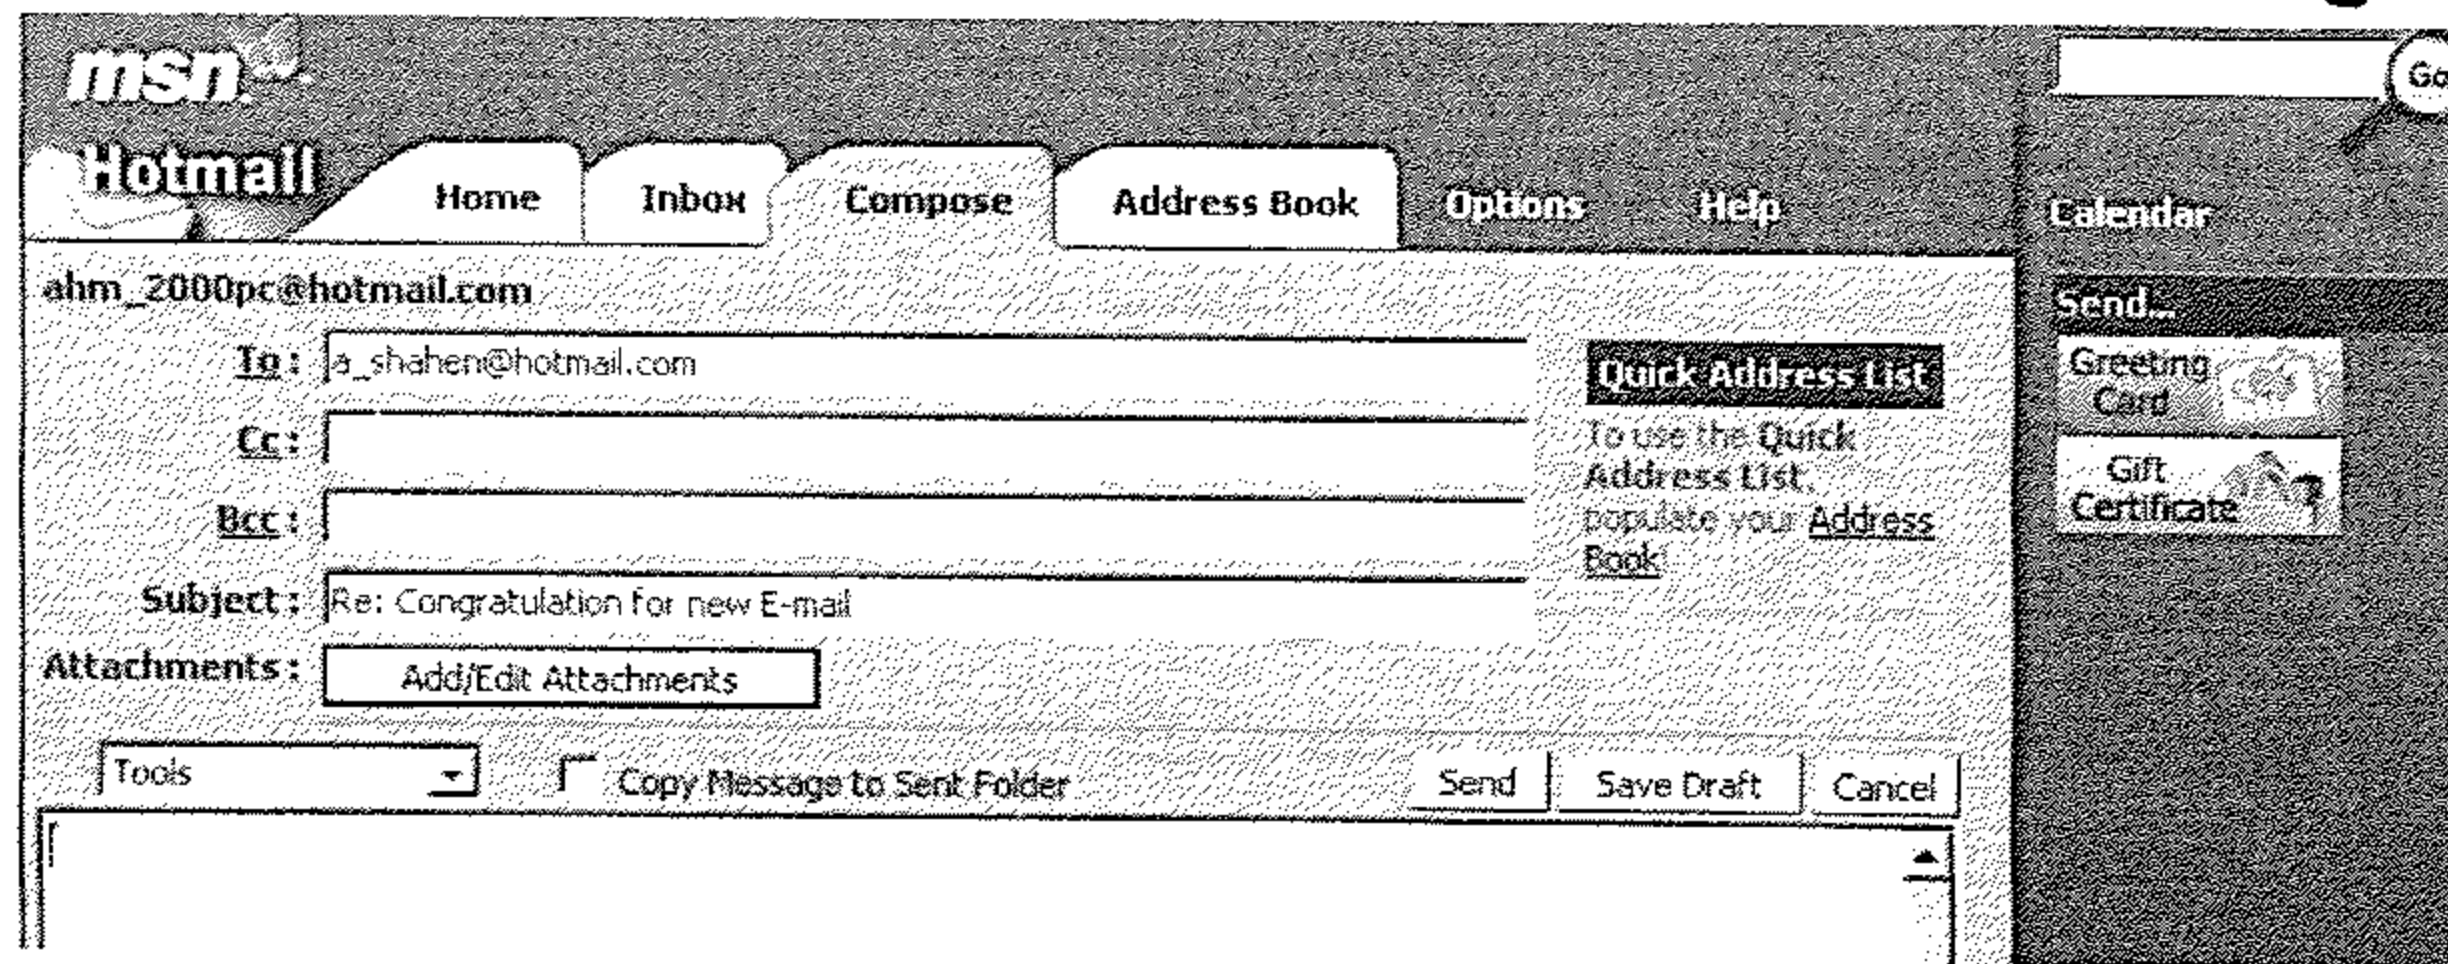 msn
Go
Hotmail
Home
Inbox
Compose
Address Book
Options
Help
Calendar
ahm_2000pc@hotmail.com
Send...
To: a_shahen@hotmail.com
Quick Address List
Greeting
Card
Cc:
To use the Quick
Address List,
populate your Address
Book
Gift
Certificate
Bcc:
Subject: Re: Congratulation for new E-mail
Attachments: Add/Edit Attachments
Tools
Copy Message to Sent Folder
Send
Save Draft
Cancel